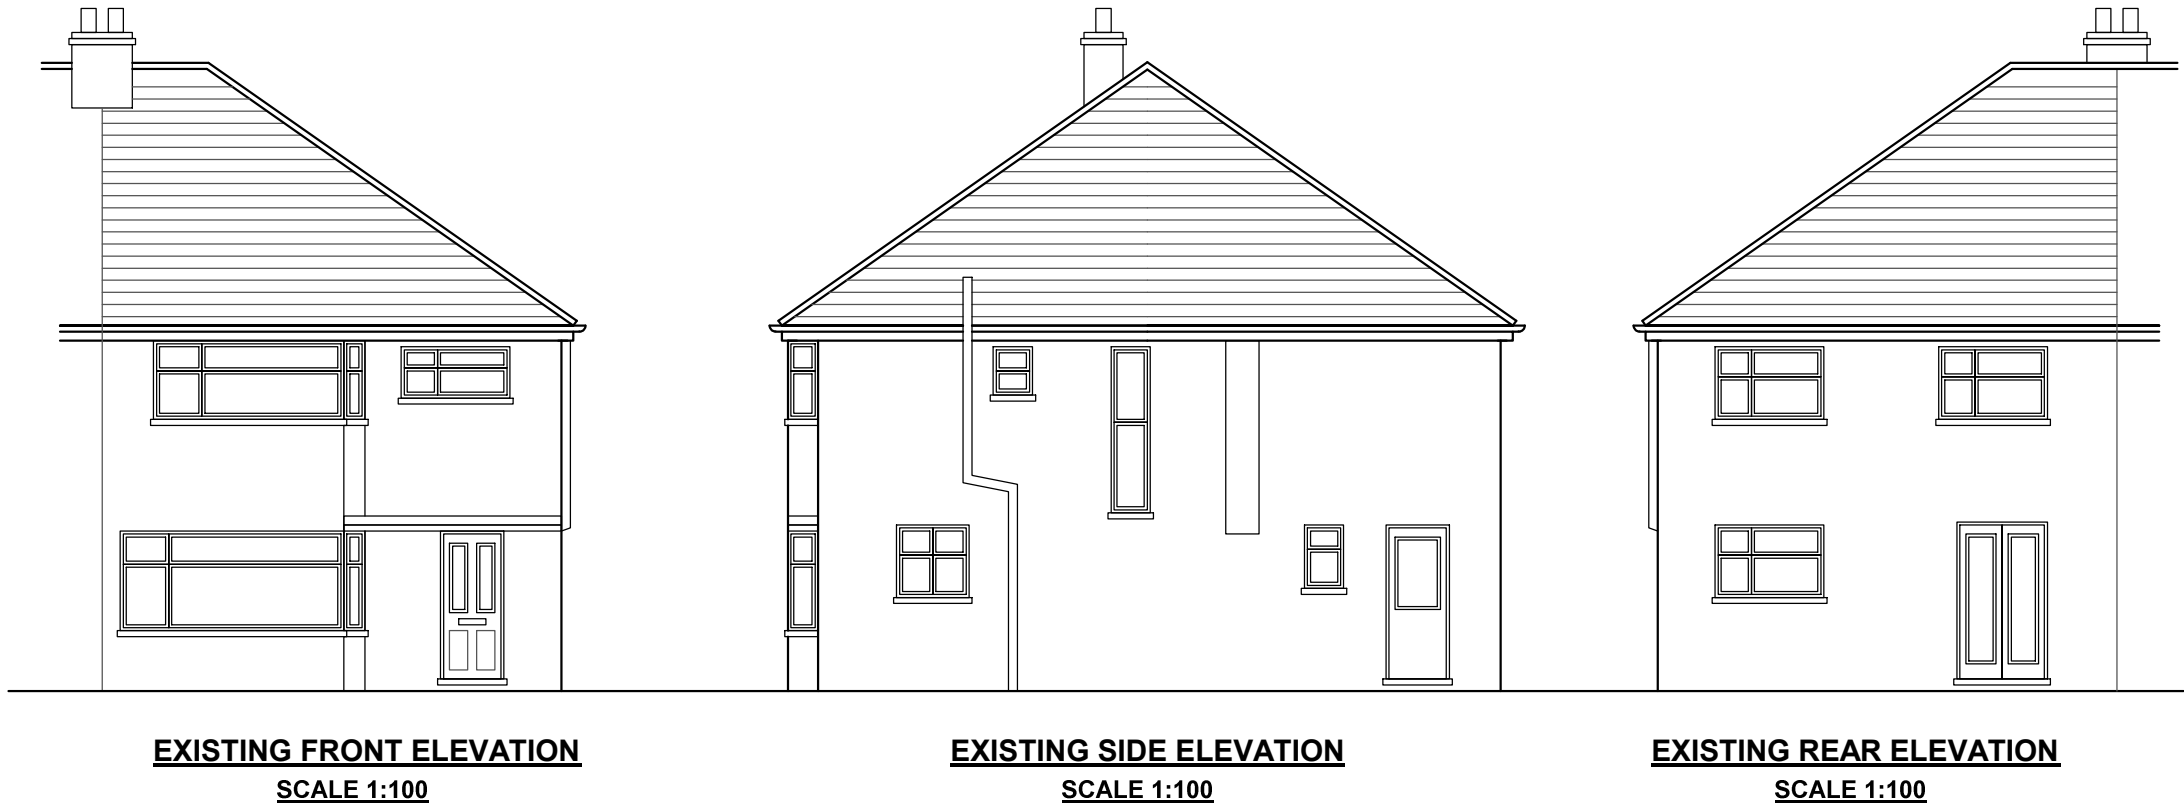 EXISTING FRONT ELEVATION
SCALE 1:100
EXISTING SIDE ELEVATION
SCALE 1:100
EXISTING REAR ELEVATION
SCALE 1:100